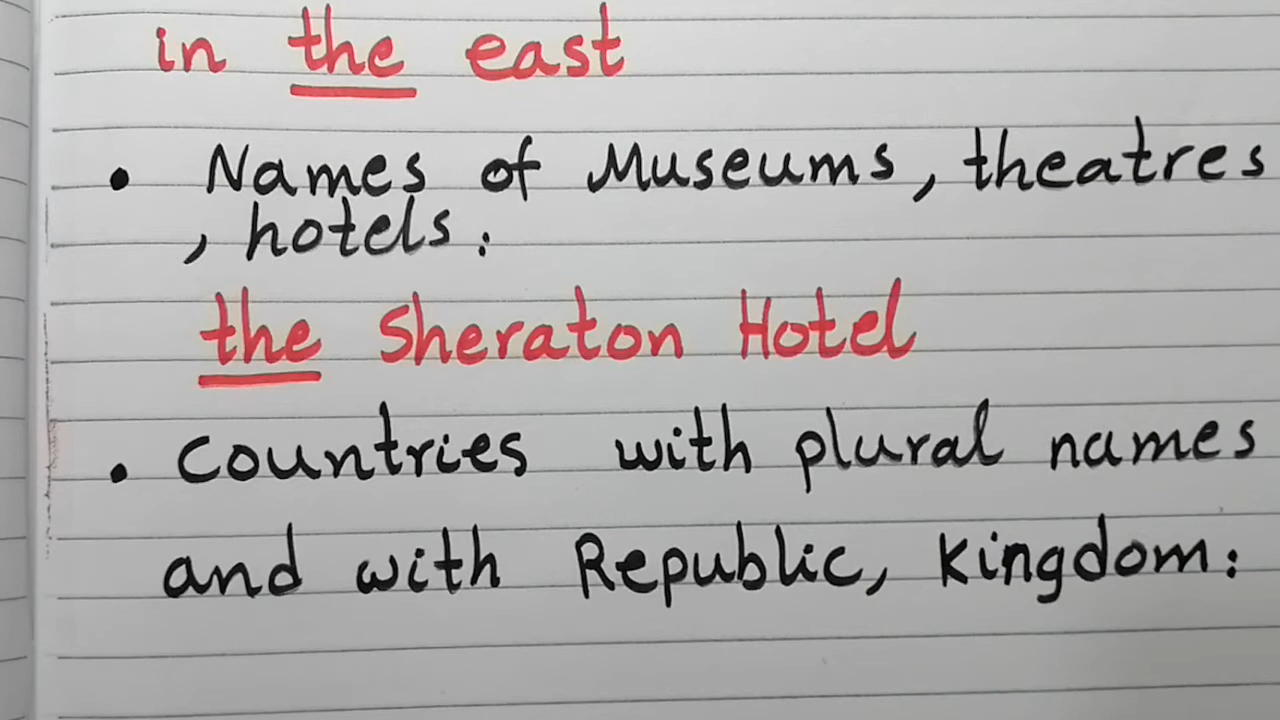 in the east
• Names of Museums, theatres
, hotels:
the Sheraton Hotel
• countries with plural names
and with Republic, Kingdom: